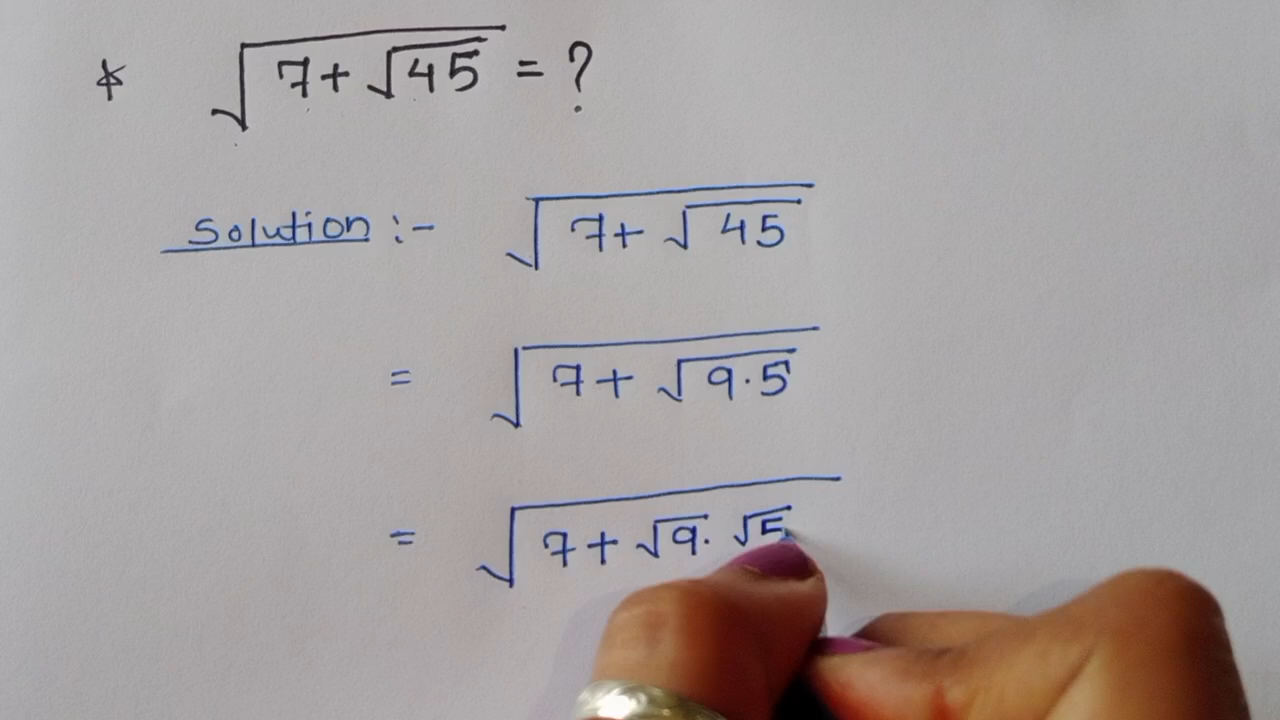 * √(7+√45) = ?
Solution :- √(7+√45)
= √(7+√(9·5))
= √(7+√9·√5)